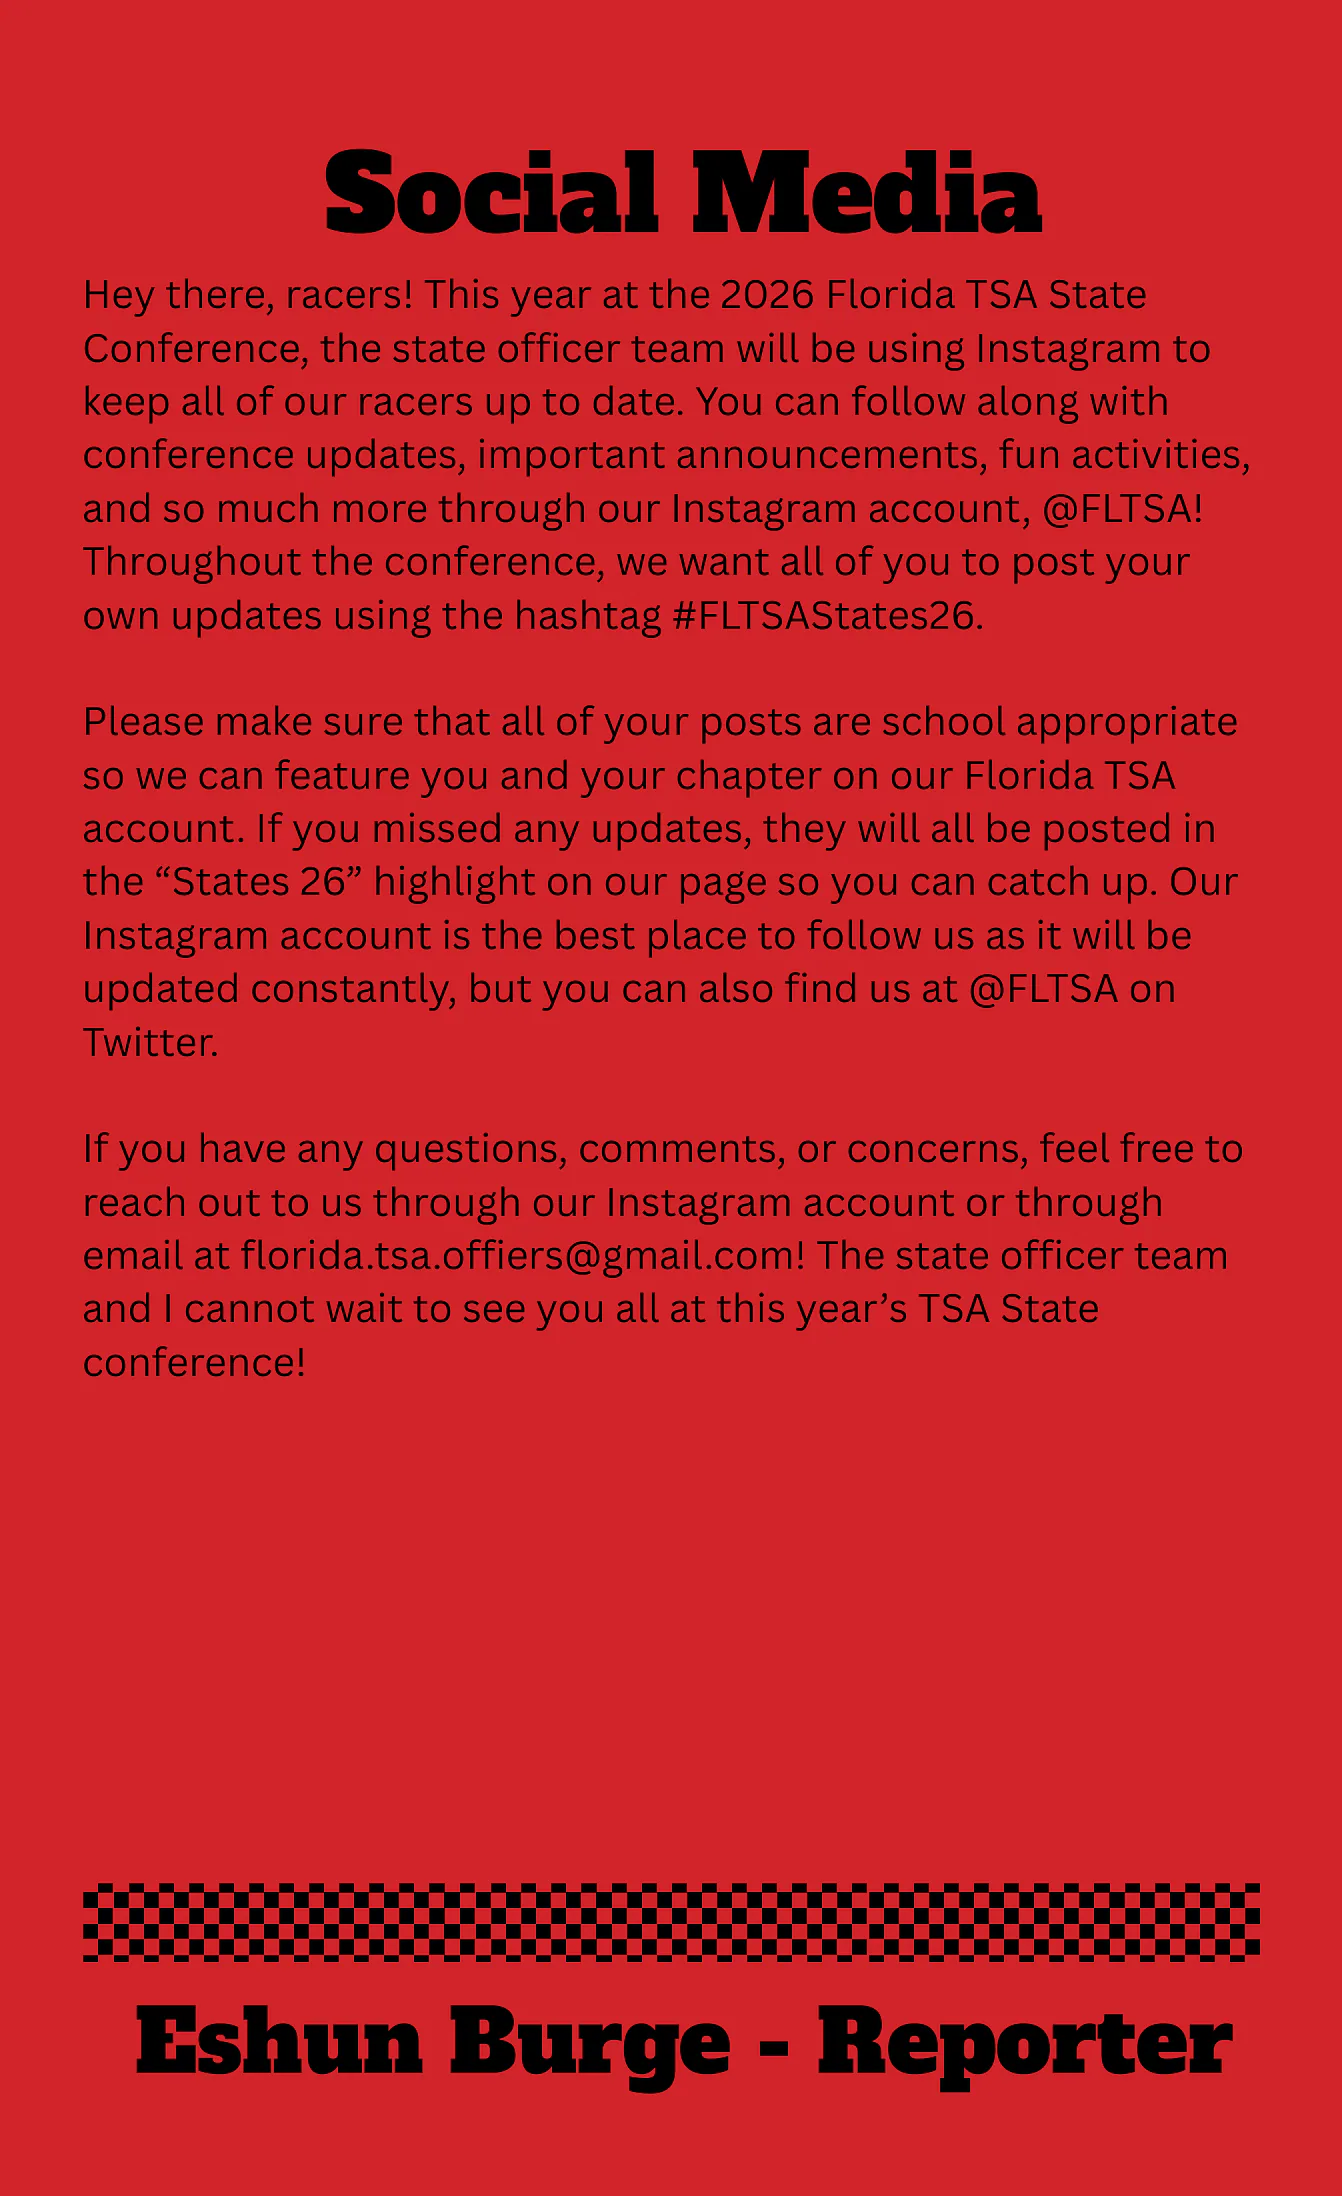 Social Media
Hey there, racers! This year at the 2026 Florida TSA State
Conference, the state officer team will be using Instagram to
keep all of our racers up to date. You can follow along with
conference updates, important announcements, fun activities,
and so much more through our Instagram account, @FLTSA!
Throughout the conference, we want all of you to post your
own updates using the hashtag #FLTSAStates26.
Please make sure that all of your posts are school appropriate
so we can feature you and your chapter on our Florida TSA
account. If you missed any updates, they will all be posted in
the “States 26” highlight on our page so you can catch up. Our
Instagram account is the best place to follow us as it will be
updated constantly, but you can also find us at @FLTSA on
Twitter.
If you have any questions, comments, or concerns, feel free to
reach out to us through our Instagram account or through
email at florida.tsa.offiers@gmail.com! The state officer team
and I cannot wait to see you all at this year’s TSA State
conference!
Eshun Burge - Reporter